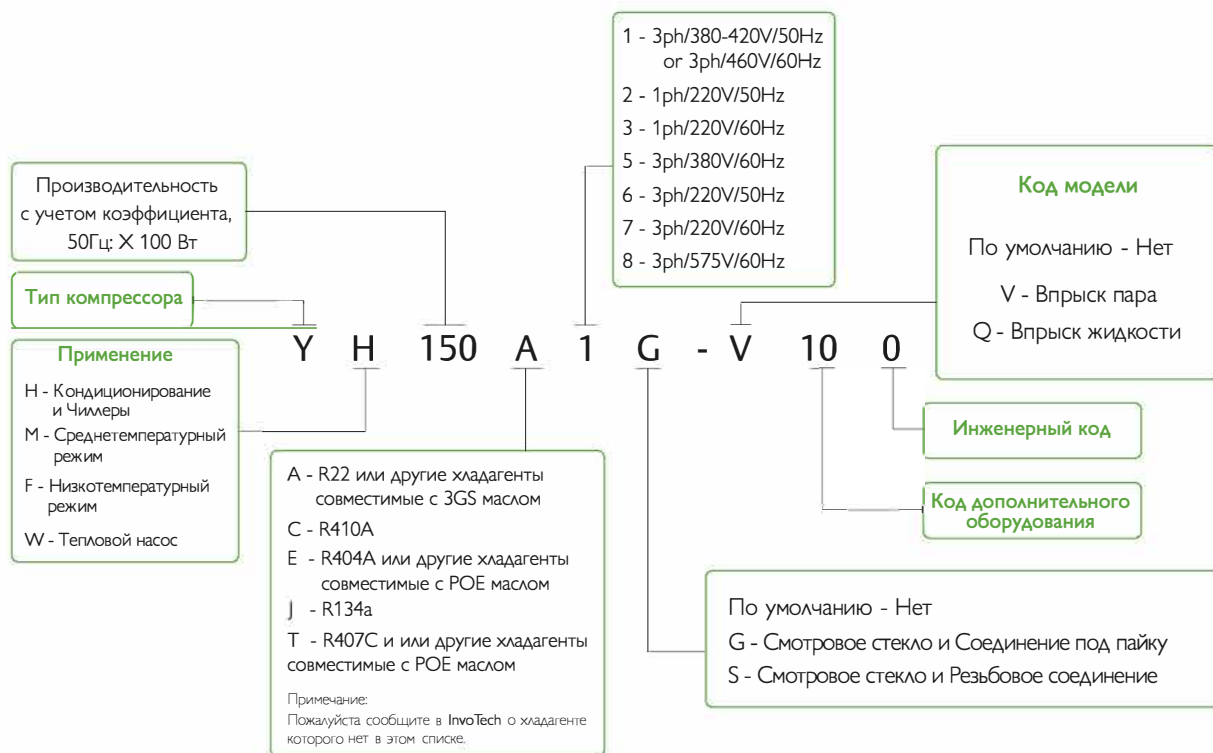 1 - 3ph/380-420V/50Hz
or 3ph/460V/60Hz
2 - 1ph/220V/50Hz
3 - 1ph/220V/60Hz
5 - 3ph/380V/60Hz
6 - 3ph/220V/50Hz
7 - 3ph/220V/60Hz
8 - 3ph/575V/60Hz
Производительность
с учетом коэффициента,
50Гц: X 100 Вт
Код модели
По умолчанию - Нет
V - Впрыск пара
Q - Впрыск жидкости
Тип компрессора
Y H 150 A 1 G - V 10 0
Применение
H - Кондиционирование
и Чиллеры
M - Среднетемпературный
режим
F - Низкотемпературный
режим
W - Тепловой насос
A - R22 или другие хладагенты
совместимые с 3GS маслом
C - R410A
E - R404A или другие хладагенты
совместимые с POE маслом
J - R134a
T - R407C и или другие хладагенты
совместимые с POE маслом
Примечание:
Пожалуйста сообщите в InvoTech о хладагенте
которого нет в этом списке.
Инженерный код
Код дополнительного
оборудования
По умолчанию - Нет
G - Смотровое стекло и Соединение под пайку
S - Смотровое стекло и Резьбовое соединение